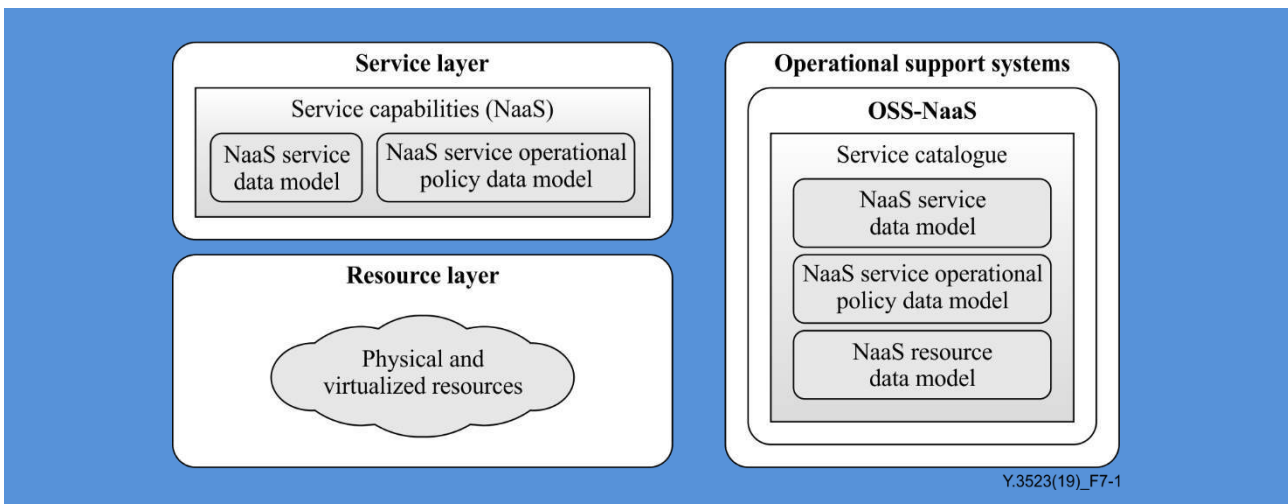 Service layer
Service capabilities (NaaS)
NaaS service
data model
NaaS service operational
policy data model
Resource layer
Physical and
virtualized resources
Operational support systems
OSS-NaaS
Service catalogue
NaaS service
data model
NaaS service operational
policy data model
NaaS resource
data model
Y.3523(19)_F7-1